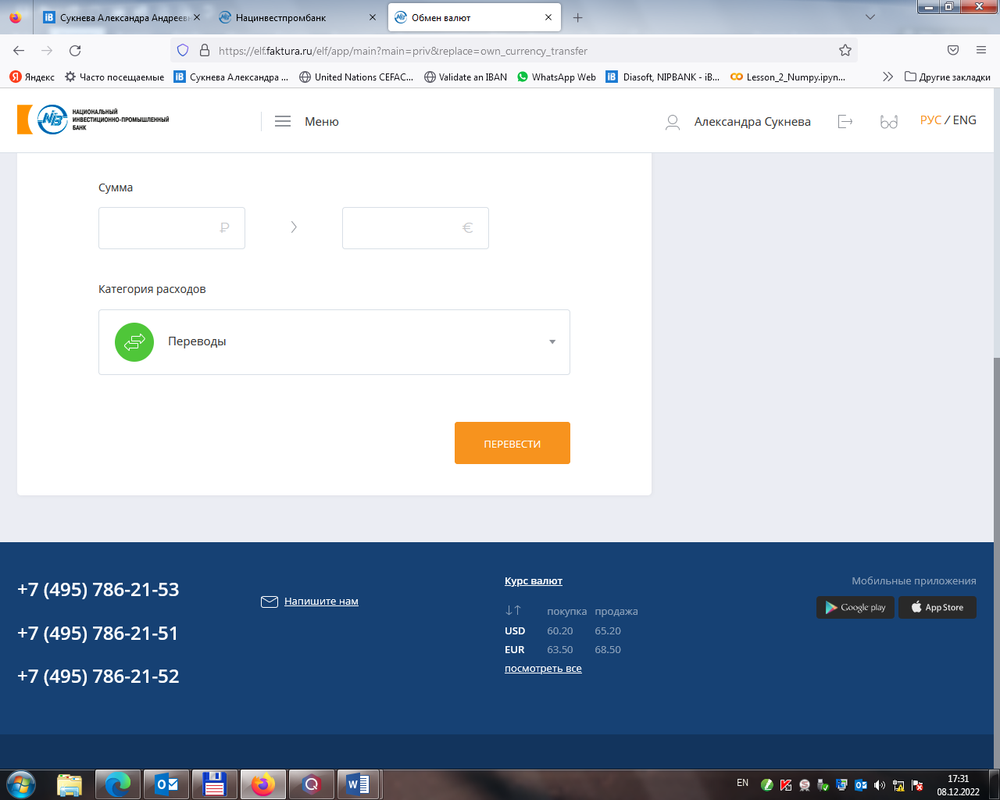 Сукнева Александра Андреевн
Нацинвестпромбанк
Обмен валют
https://elf.faktura.ru/elf/app/main?main=priv&replace=own_currency_transfer
Яндекс
Часто посещаемые
Сукнева Александра ...
United Nations CEFAC...
Validate an IBAN
WhatsApp Web
Diasoft, NIPBANK - iB...
Lesson_2_Numpy.ipyn...
Другие закладки
НАЦИОНАЛЬНЫЙ
ИНВЕСТИЦИОННО-ПРОМЫШЛЕННЫЙ
БАНК
Меню
Александра Сукнева
РУС / ENG
Сумма
₽
€
Категория расходов
Переводы
ПЕРЕВЕСТИ
+7 (495) 786-21-53
+7 (495) 786-21-51
+7 (495) 786-21-52
Напишите нам
Курс валют
покупка продажа
USD 60.20 65.20
EUR 63.50 68.50
посмотреть все
Мобильные приложения
Google play
App Store
EN
17:31
08.12.2022